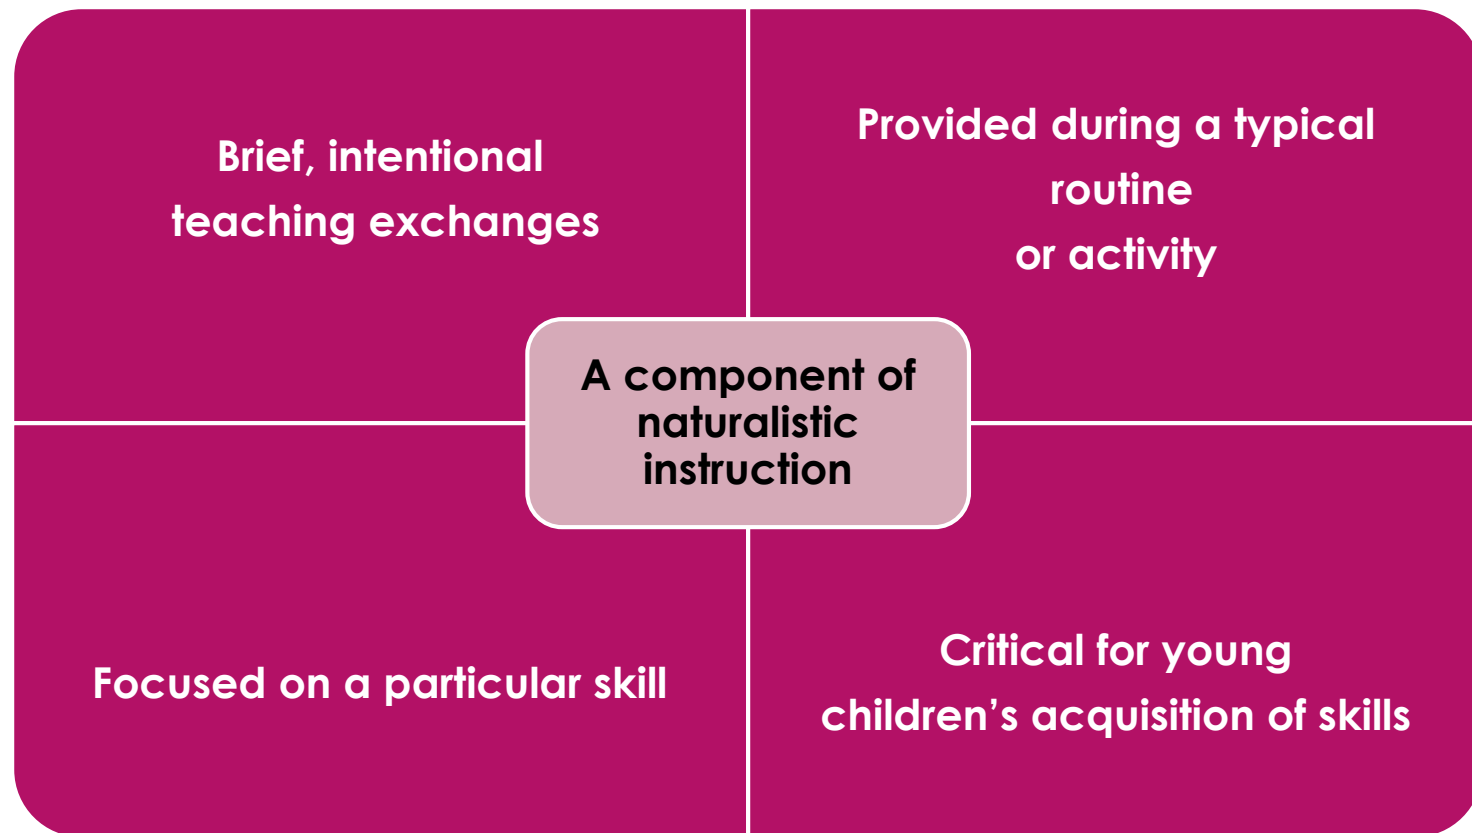 Brief, intentional
teaching exchanges
Provided during a typical
routine
or activity
A component of
naturalistic
instruction
Focused on a particular skill
Critical for young
children’s acquisition of skills